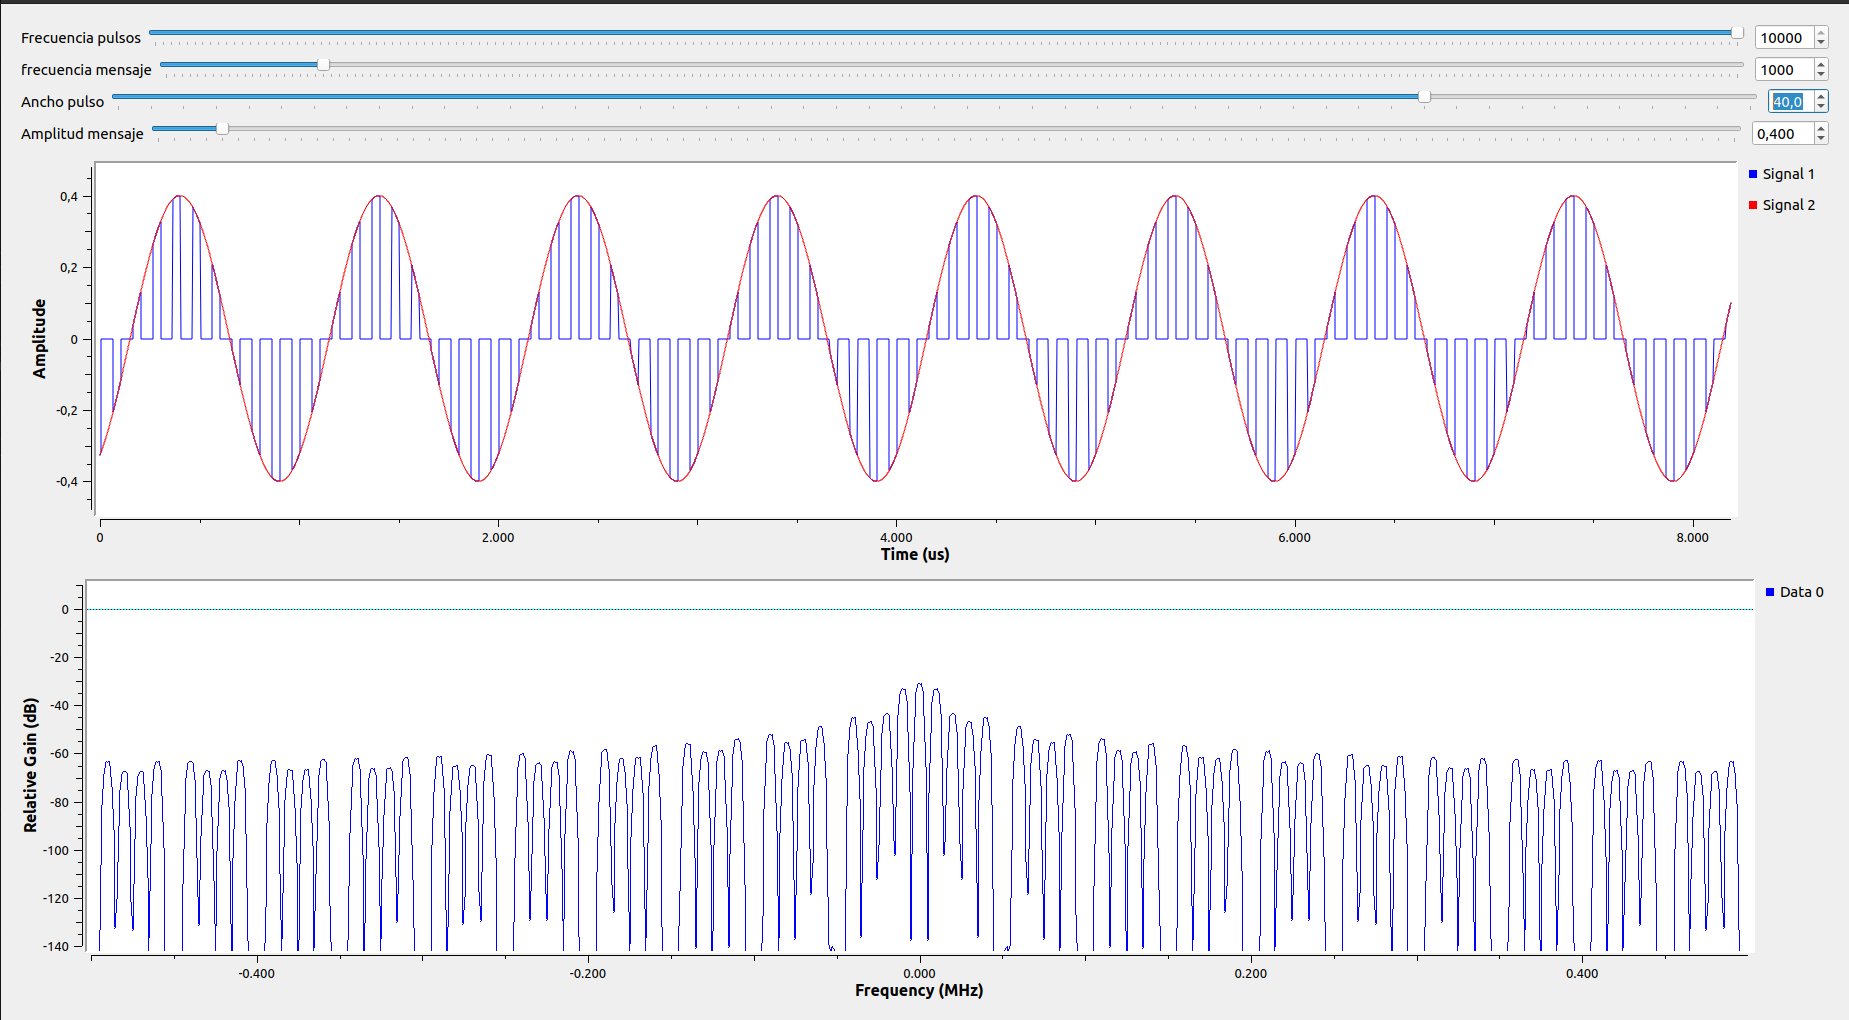 Frecuencia pulsos 10000
frecuencia mensaje 1000
Ancho pulso 40,0
Amplitud mensaje 0,400
Signal 1
Signal 2
Amplitude
0,4
0,2
0
-0,2
-0,4
0 2.000 4.000 6.000 8.000
Time (us)
Data 0
Relative Gain (dB)
0
-20
-40
-60
-80
-100
-120
-140
-0.400 -0.200 0.000 0.200 0.400
Frequency (MHz)